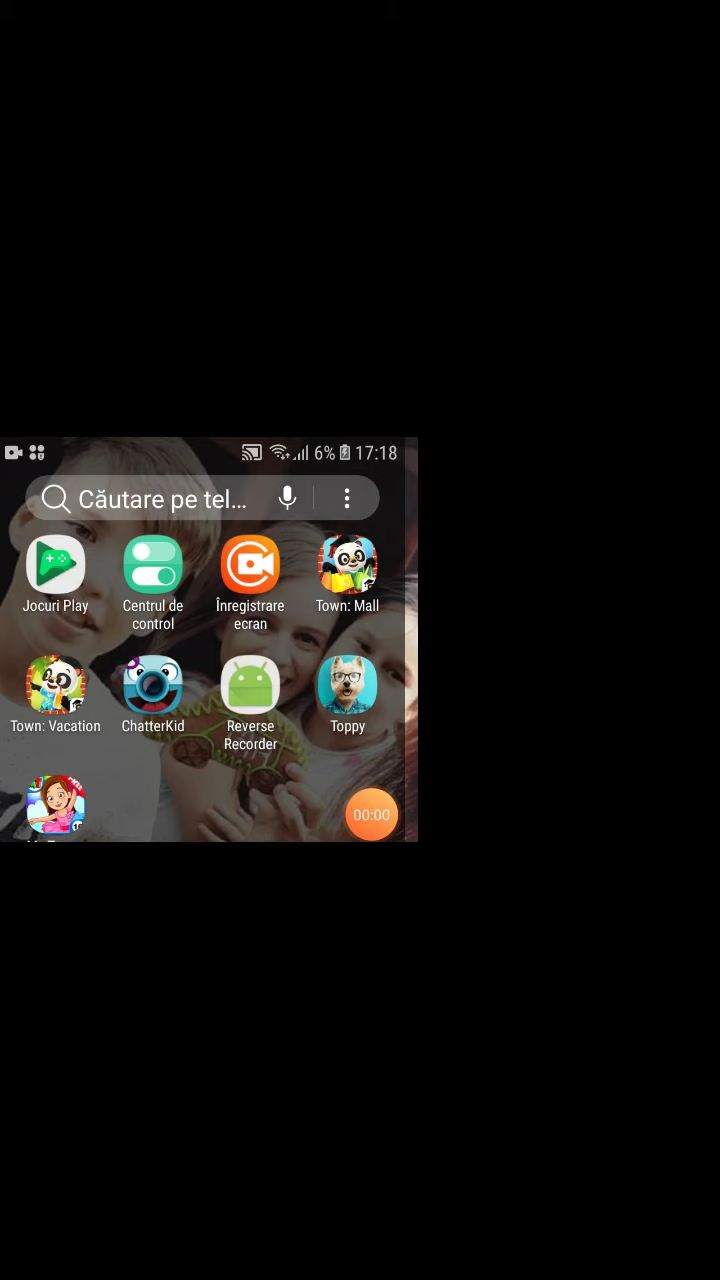 6% 17:18
Căutare pe tel...
Jocuri Play
Centrul de
control
Înregistrare
ecran
Town: Mall
Town: Vacation
ChatterKid
Reverse
Recorder
Toppy
00:00